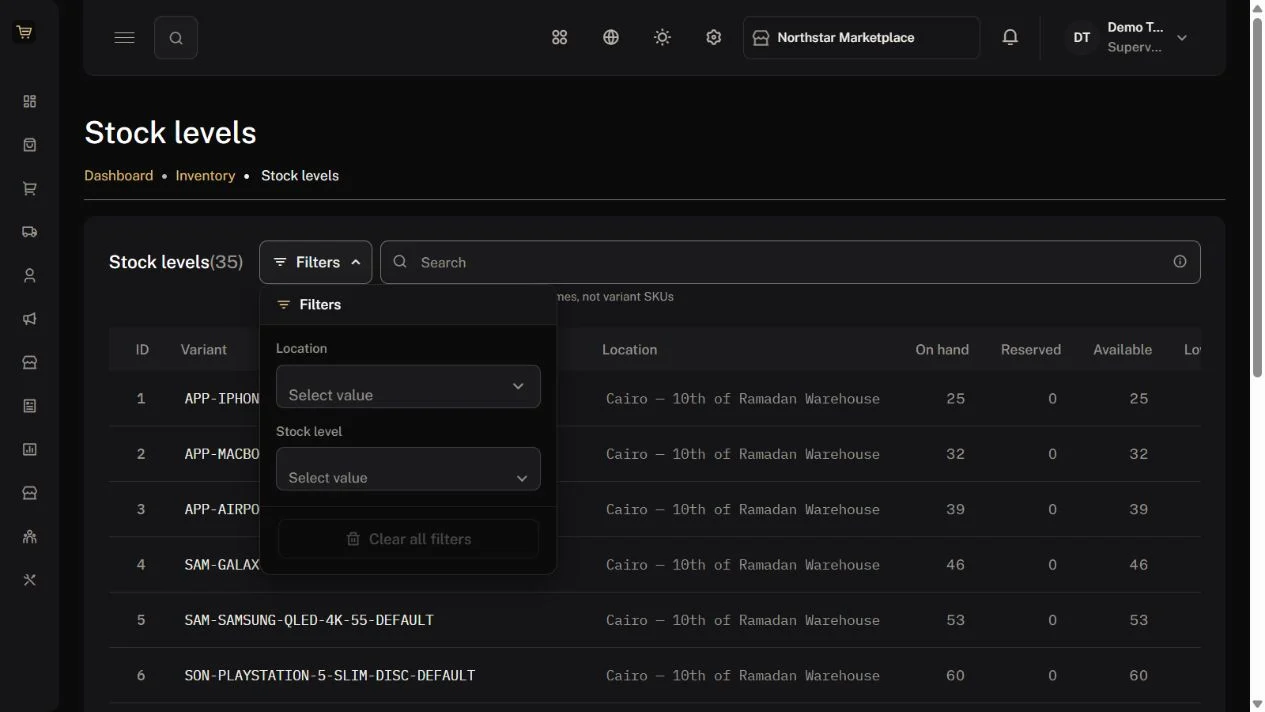 Northstar Marketplace
DT
Demo T...
Superv...
Stock levels
Dashboard • Inventory • Stock levels
Stock levels(35)
Filters
Search
Filters
mes, not variant SKUs
Location
Select value
Stock level
Select value
Clear all filters
ID Variant Location On hand Reserved Available
1 APP-IPHON Cairo — 10th of Ramadan Warehouse 25 0 25
2 APP-MACBO Cairo — 10th of Ramadan Warehouse 32 0 32
3 APP-AIRPO Cairo — 10th of Ramadan Warehouse 39 0 39
4 SAM-GALAX Cairo — 10th of Ramadan Warehouse 46 0 46
5 SAM-SAMSUNG-QLED-4K-55-DEFAULT Cairo — 10th of Ramadan Warehouse 53 0 53
6 SON-PLAYSTATION-5-SLIM-DISC-DEFAULT Cairo — 10th of Ramadan Warehouse 60 0 60